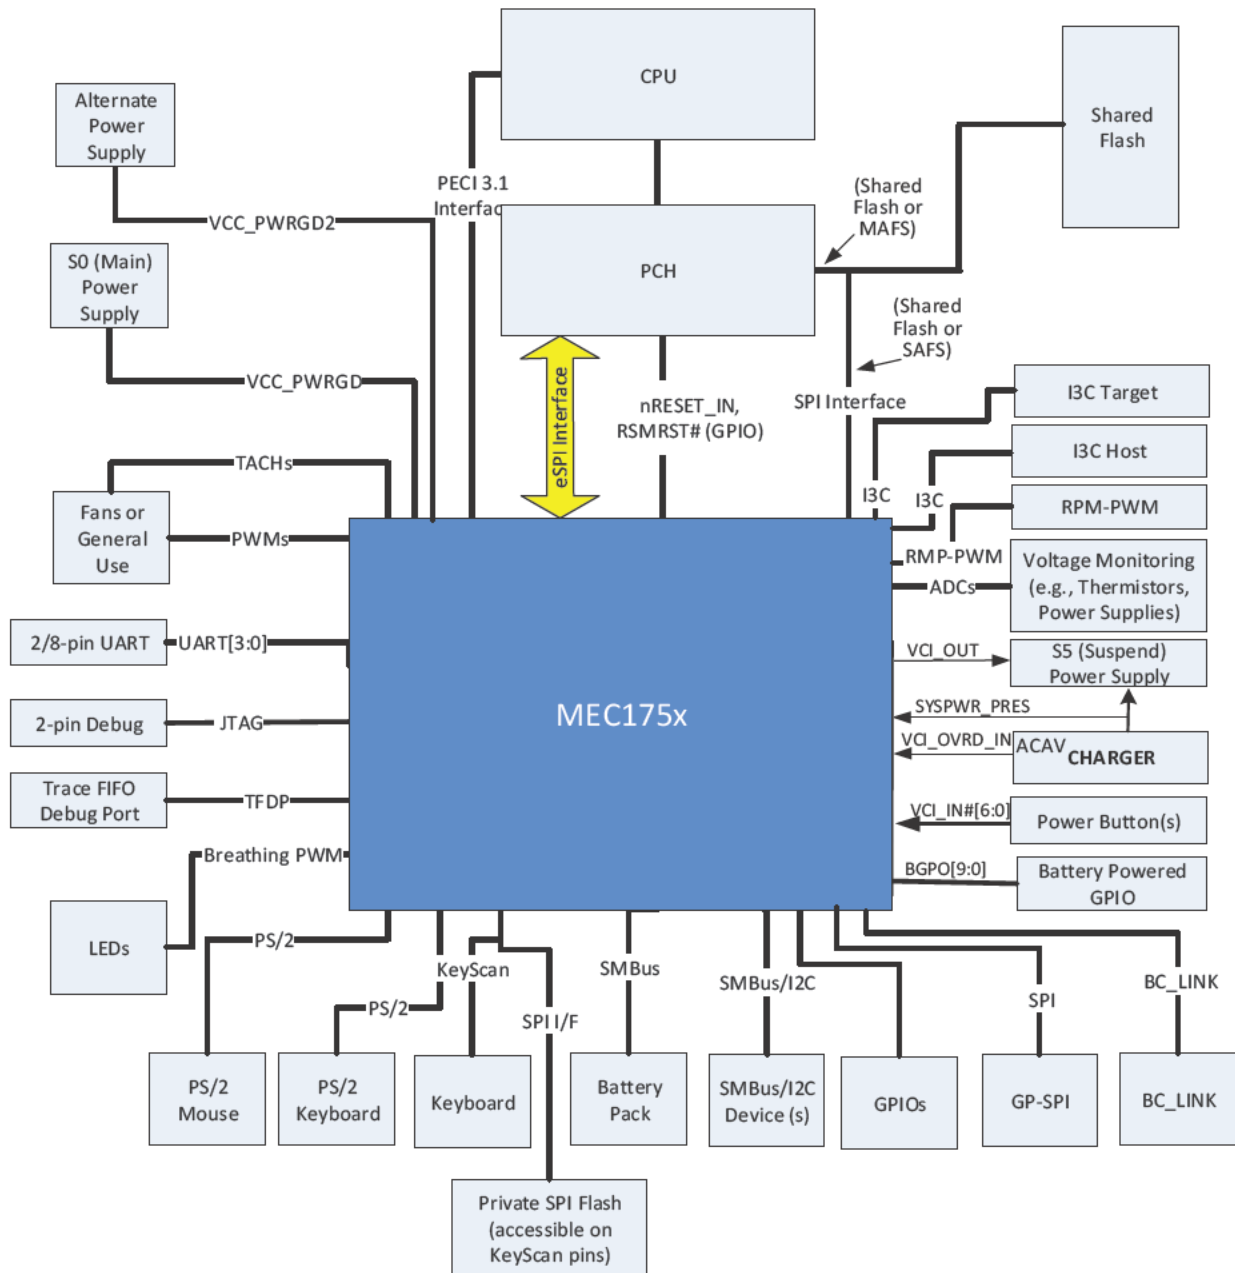 CPU
Alternate
Power
Supply
Shared
Flash
PECI 3.1
Interface
(Shared
Flash or
MAFS)
VCC_PWRGD2
S0 (Main)
Power
Supply
PCH
(Shared
Flash or
SAFS)
VCC_PWRGD
eSPI Interface
nRESET_IN,
RSMRST# (GPIO)
SPI Interface
I3C Target
I3C
I3C
I3C Host
TACHs
Fans or
General
Use
PWMs
RPM-PWM
RMP-PWM
ADCs
Voltage Monitoring
(e.g., Thermistors,
Power Supplies)
2/8-pin UART
UART[3:0]
VCI_OUT
S5 (Suspend)
Power Supply
2-pin Debug
JTAG
MEC175x
SYSPWR_PRES
VCI_OVRD_IN
ACAV
CHARGER
Trace FIFO
Debug Port
TFDP
VCI_IN#[6:0]
Power Button(s)
Breathing PWM
BGPO[9:0]
Battery Powered
GPIO
LEDs
PS/2
KeyScan
PS/2
SPI I/F
SMBus
SMBus/I2C
SPI
BC_LINK
PS/2
Mouse
PS/2
Keyboard
Keyboard
Battery
Pack
SMBus/I2C
Device (s)
GPIOs
GP-SPI
BC_LINK
Private SPI Flash
(accessible on
KeyScan pins)